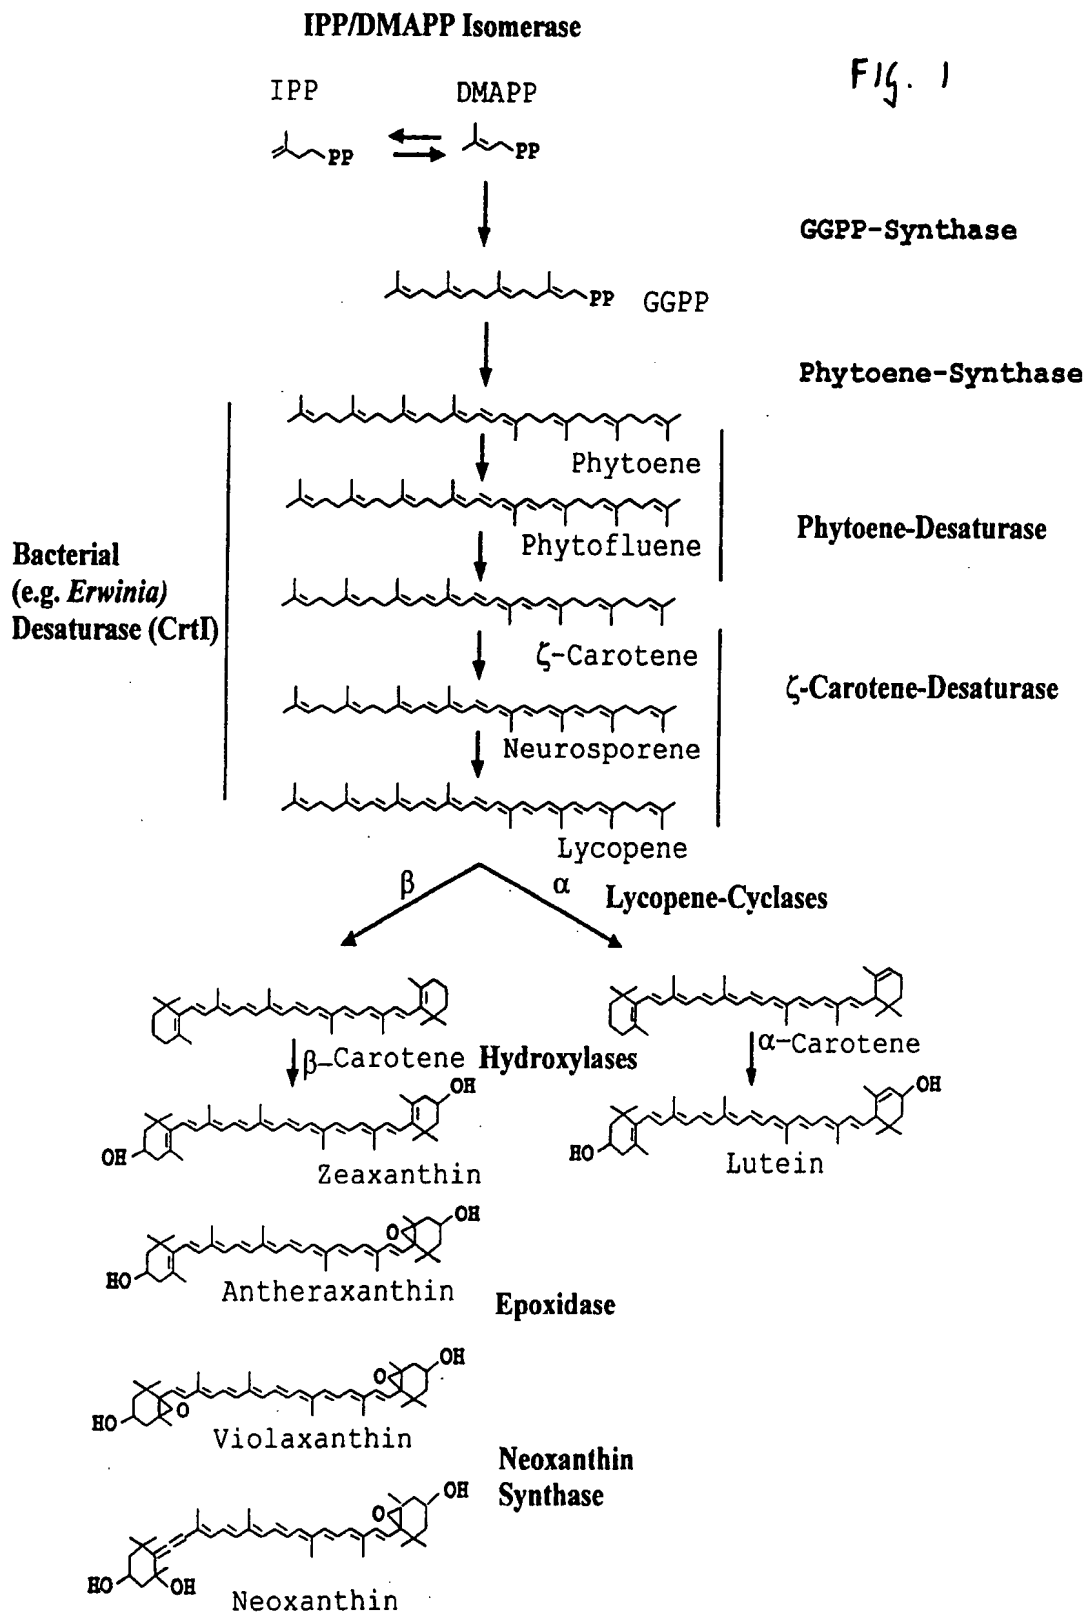 IPP/DMAPP Isomerase
FIG. 1
IPP
DMAPP
PP
PP
GGPP-Synthase
PP
GGPP
Phytoene-Synthase
Phytoene
Phytofluene
Phytoene-Desaturase
Bacterial
(e.g. Erwinia)
Desaturase (CrtI)
ζ-Carotene
ζ-Carotene-Desaturase
Neurosporene
Lycopene
β
α
Lycopene-Cyclases
β-Carotene
Hydroxylases
α-Carotene
OH
OH
OH
HO
Zeaxanthin
Lutein
OH
O
HO
Antheraxanthin
Epoxidase
OH
O
O
HO
Violaxanthin
Neoxanthin
Synthase
OH
O
HO
OH
Neoxanthin